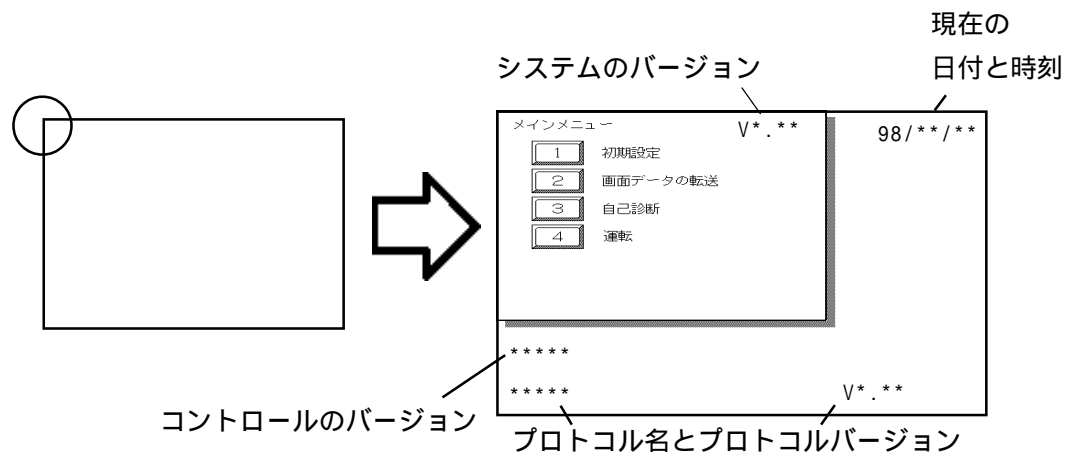 現在の
日付と時刻
システムのバージョン
メインメニュー V*.**
98/**/**
1 初期設定
2 画面データの転送
3 自己診断
4 運転
*****
***** V*.**
コントロールのバージョン
プロトコル名とプロトコルバージョン